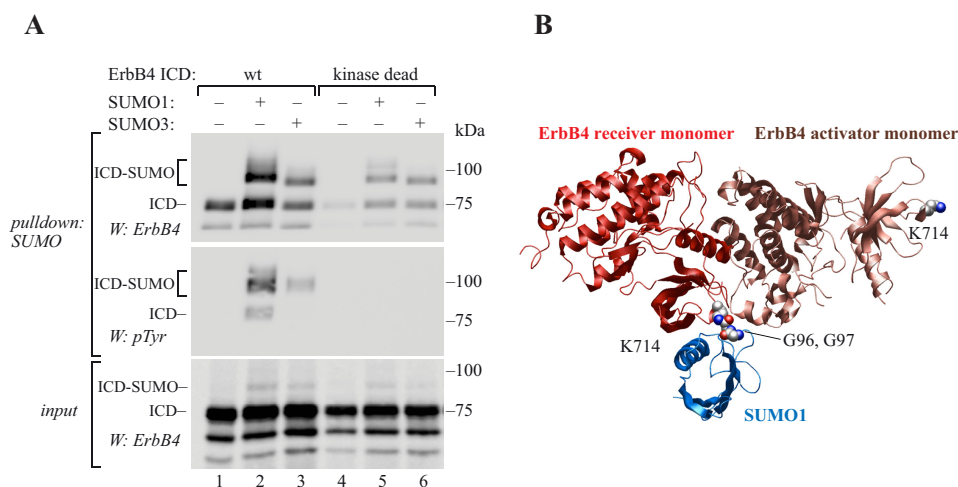 A
B
ErbB4 ICD: wt kinase dead
SUMO1: – + – – + –
SUMO3: – – + – – +
kDa
pulldown: SUMO
ICD-SUMO
ICD–
W: ErbB4
–100
–75
ICD-SUMO
ICD–
W: pTyr
–100
–75
input
ICD-SUMO–
ICD–
W: ErbB4
–100
–75
1 2 3 4 5 6
ErbB4 receiver monomer ErbB4 activator monomer
K714
K714
G96, G97
SUMO1